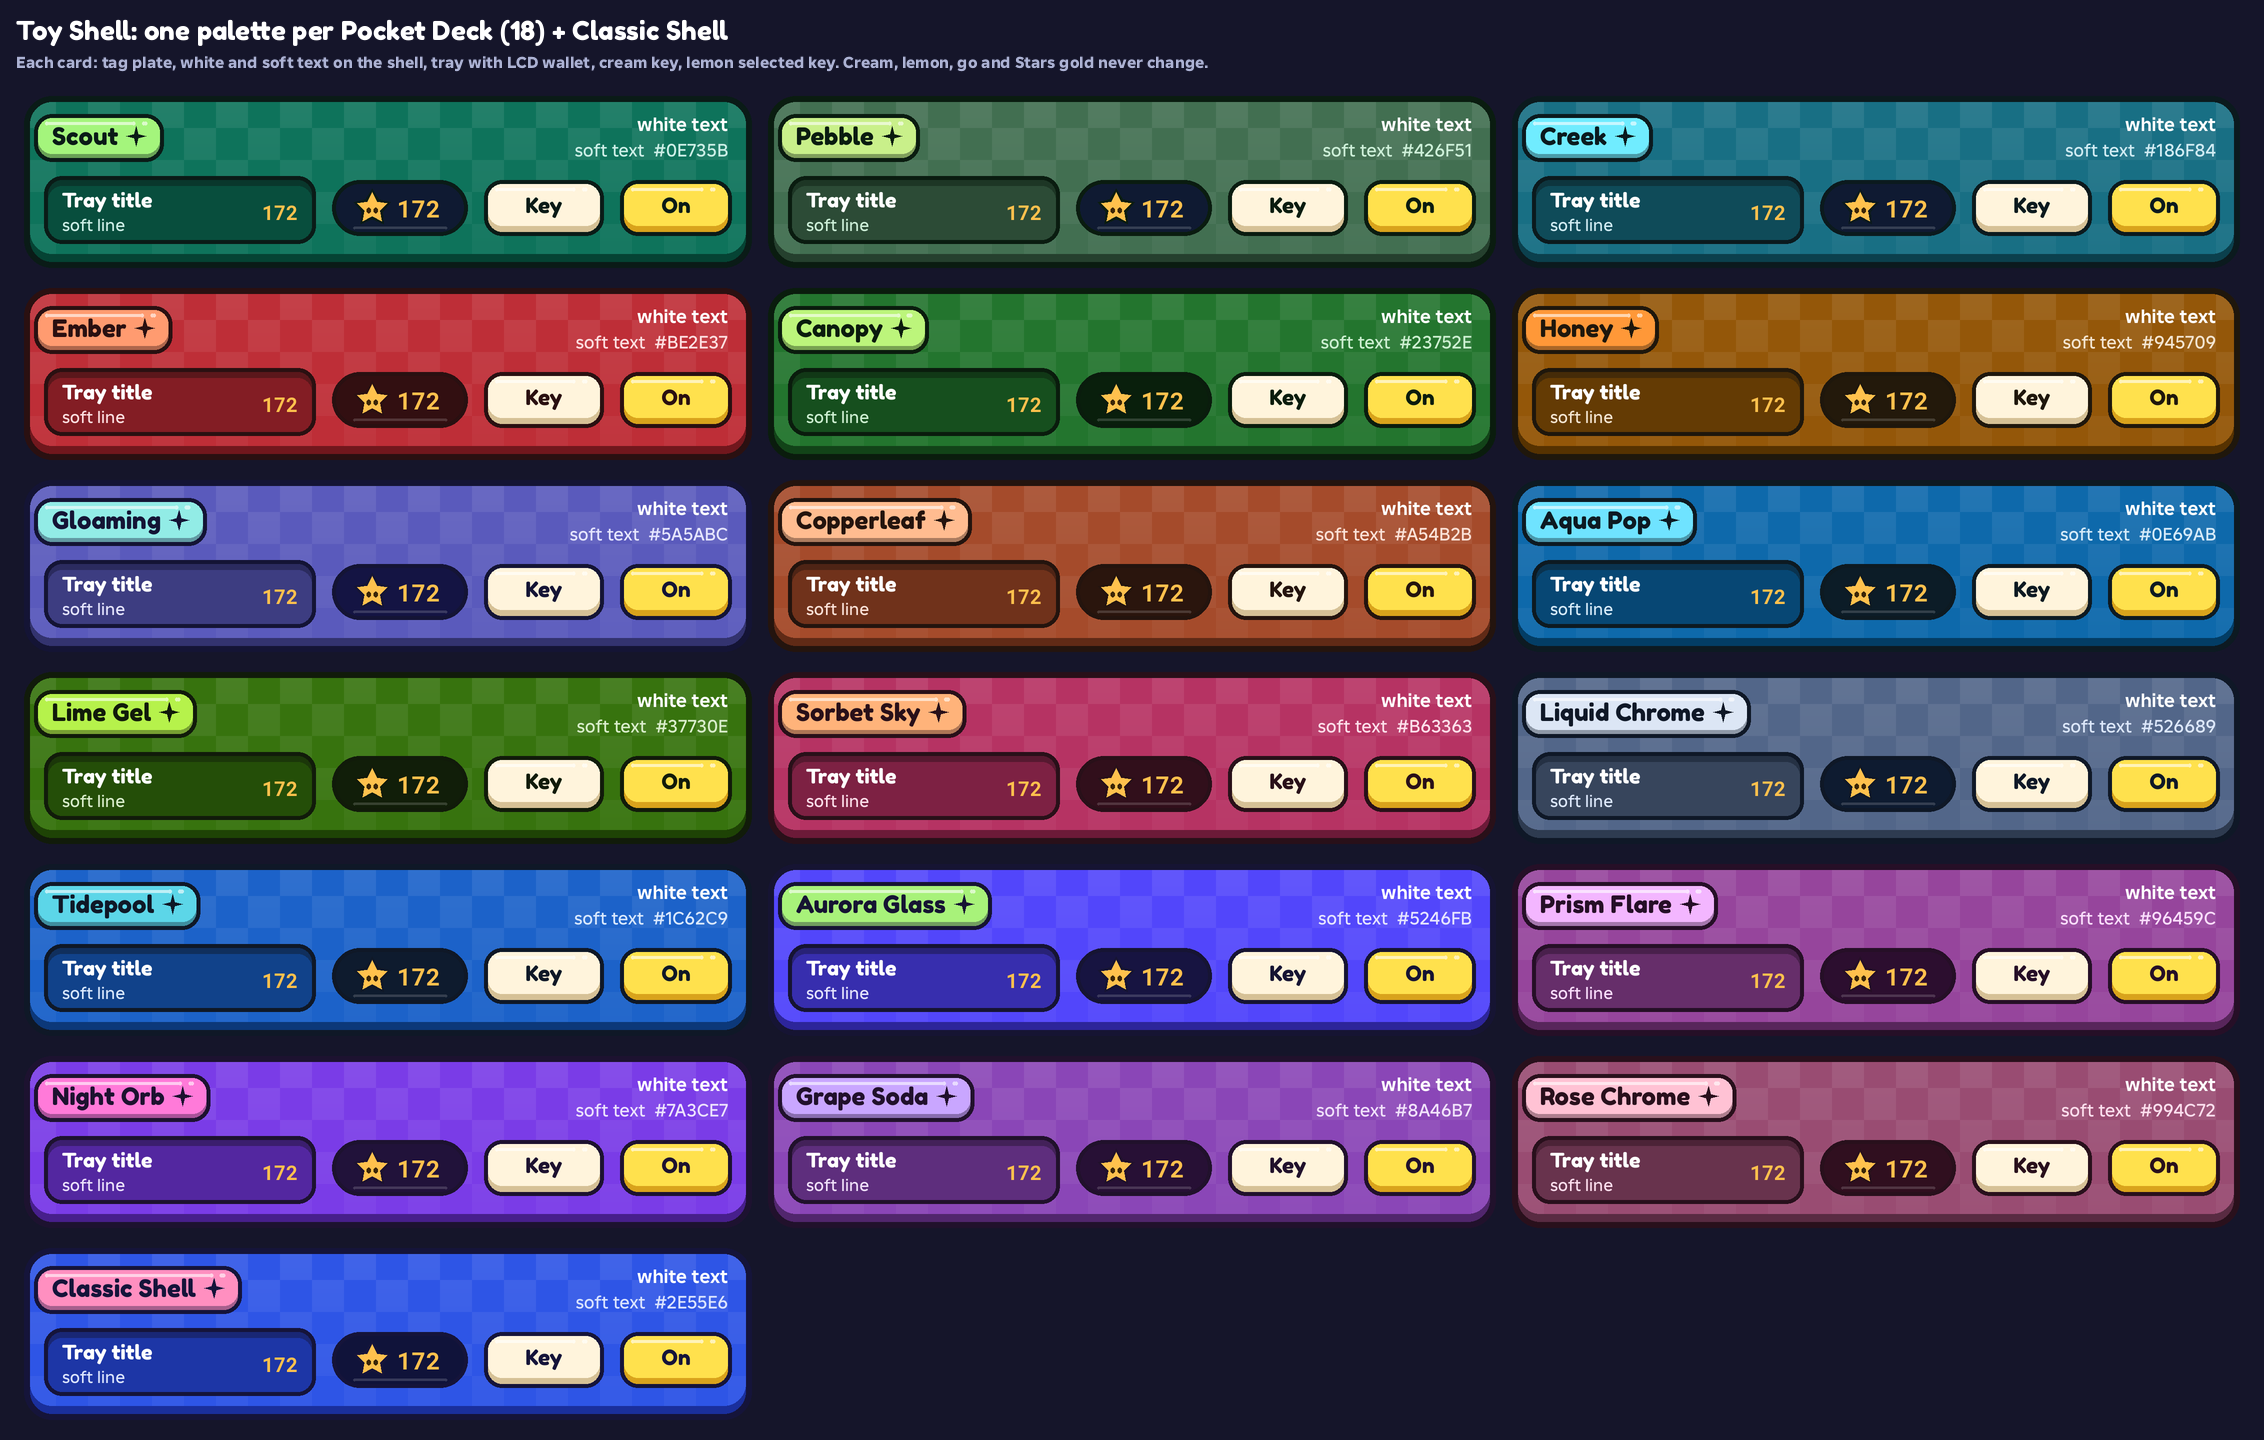 Toy Shell: one palette per Pocket Deck (18) + Classic Shell
Each card: tag plate, white and soft text on the shell, tray with LCD wallet, cream key, lemon selected key. Cream, lemon, go and Stars gold never change.
Scout
white text
soft text #0E735B
Tray title
soft line
172
172
Key
On
Pebble
white text
soft text #426F51
Tray title
soft line
172
172
Key
On
Creek
white text
soft text #186F84
Tray title
soft line
172
172
Key
On
Ember
white text
soft text #BE2E37
Tray title
soft line
172
172
Key
On
Canopy
white text
soft text #23752E
Tray title
soft line
172
172
Key
On
Honey
white text
soft text #945709
Tray title
soft line
172
172
Key
On
Gloaming
white text
soft text #5A5ABC
Tray title
soft line
172
172
Key
On
Copperleaf
white text
soft text #A54B2B
Tray title
soft line
172
172
Key
On
Aqua Pop
white text
soft text #0E69AB
Tray title
soft line
172
172
Key
On
Lime Gel
white text
soft text #37730E
Tray title
soft line
172
172
Key
On
Sorbet Sky
white text
soft text #B63363
Tray title
soft line
172
172
Key
On
Liquid Chrome
white text
soft text #526689
Tray title
soft line
172
172
Key
On
Tidepool
white text
soft text #1C62C9
Tray title
soft line
172
172
Key
On
Aurora Glass
white text
soft text #5246FB
Tray title
soft line
172
172
Key
On
Prism Flare
white text
soft text #96459C
Tray title
soft line
172
172
Key
On
Night Orb
white text
soft text #7A3CE7
Tray title
soft line
172
172
Key
On
Grape Soda
white text
soft text #8A46B7
Tray title
soft line
172
172
Key
On
Rose Chrome
white text
soft text #994C72
Tray title
soft line
172
172
Key
On
Classic Shell
white text
soft text #2E55E6
Tray title
soft line
172
172
Key
On